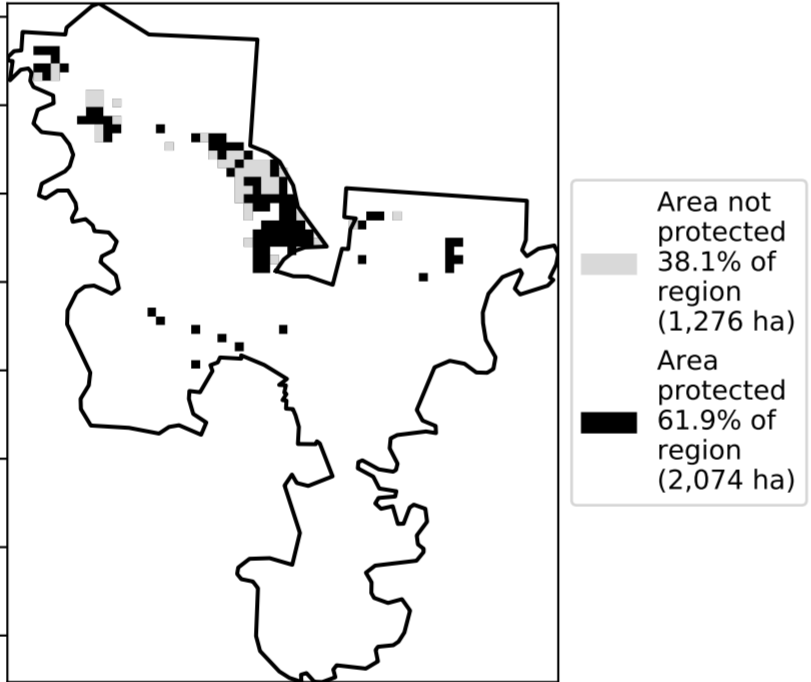 Area not
protected
38.1% of
region
(1,276 ha)
Area
protected
61.9% of
region
(2,074 ha)